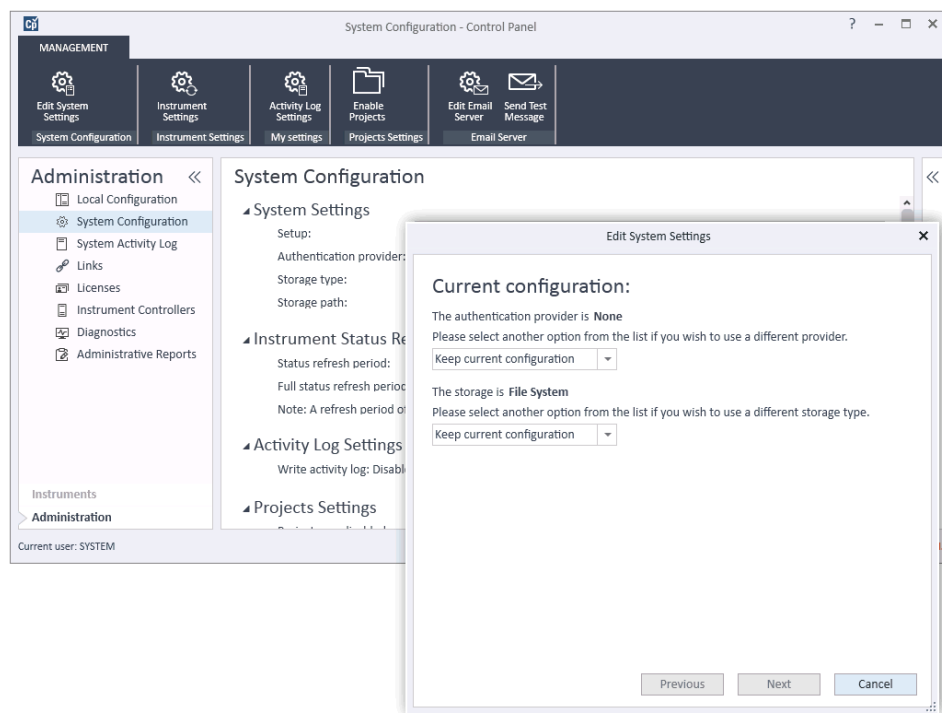 Cp
System Configuration - Control Panel
?
MANAGEMENT
Edit System
Settings
Instrument
Settings
Activity Log
Settings
Enable
Projects
Edit Email
Server
Send Test
Message
System Configuration
Instrument Settings
My settings
Projects Settings
Email Server
Administration
Local Configuration
System Configuration
System Activity Log
Links
Licenses
Instrument Controllers
Diagnostics
Administrative Reports
Instruments
Administration
Current user: SYSTEM
System Configuration
System Settings
Setup:
Authentication provider:
Storage type:
Storage path:
Instrument Status Re
Status refresh period:
Full status refresh period
Note: A refresh period of
Activity Log Settings
Write activity log: Disabl
Projects Settings
Edit System Settings
Current configuration:
The authentication provider is None
Please select another option from the list if you wish to use a different provider.
Keep current configuration
The storage is File System
Please select another option from the list if you wish to use a different storage type.
Keep current configuration
Previous
Next
Cancel